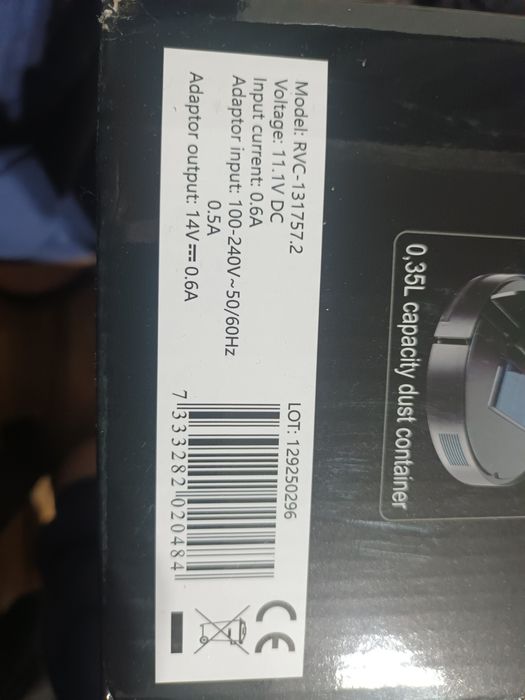 Model: RVC-131757.2
Voltage: 11.1V DC
Input current: 0.6A
Adaptor input: 100-240V~50/60Hz
0.5A
Adaptor output: 14V⎓ 0.6A
LOT: 129250296
7 333282 020484
CE
0,35L capacity dust container